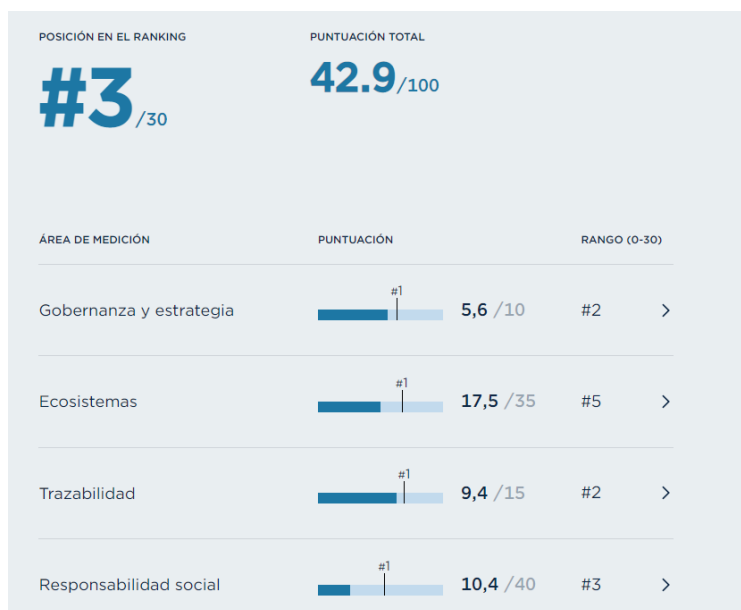 POSICIÓN EN EL RANKING
PUNTUACIÓN TOTAL
#3/30
42.9/100
ÁREA DE MEDICIÓN PUNTUACIÓN RANGO (0-30)
#1
Gobernanza y estrategia 5,6 /10 #2 >
#1
Ecosistemas 17,5 /35 #5 >
#1
Trazabilidad 9,4 /15 #2 >
#1
Responsabilidad social 10,4 /40 #3 >